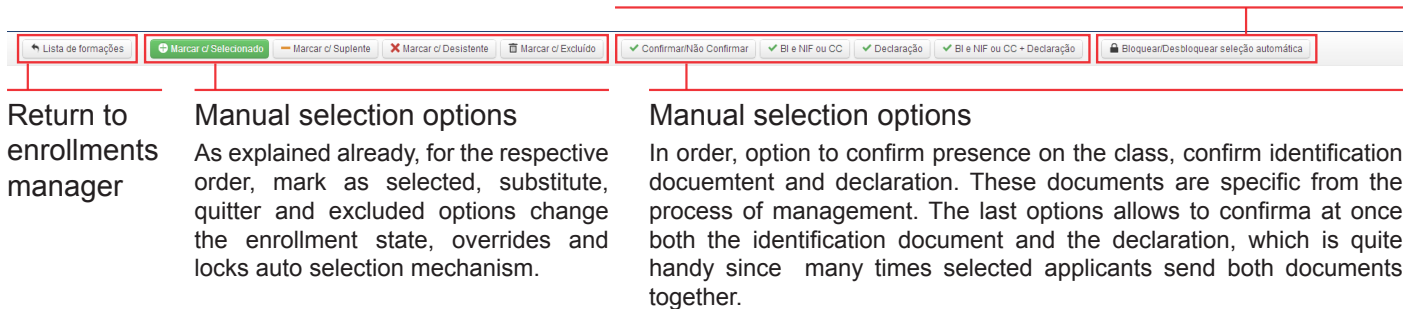 Lista de formações
Marcar c/ Selecionado
Marcar c/ Suplente
Marcar c/ Desistente
Marcar c/ Excluído
Confirmar/Não Confirmar
BI e NIF ou CC
Declaração
BI e NIF ou CC + Declaração
Bloquear/Desbloquear seleção automática
Return to
enrollments
manager
Manual selection options
As explained already, for the respective
order, mark as selected, substitute,
quitter and excluded options change
the enrollment state, overrides and
locks auto selection mechanism.
Manual selection options
In order, option to confirm presence on the class, confirm identification
docuemtent and declaration. These documents are specific from the
process of management. The last options allows to confirma at once
both the identification document and the declaration, which is quite
handy since many times selected applicants send both documents
together.